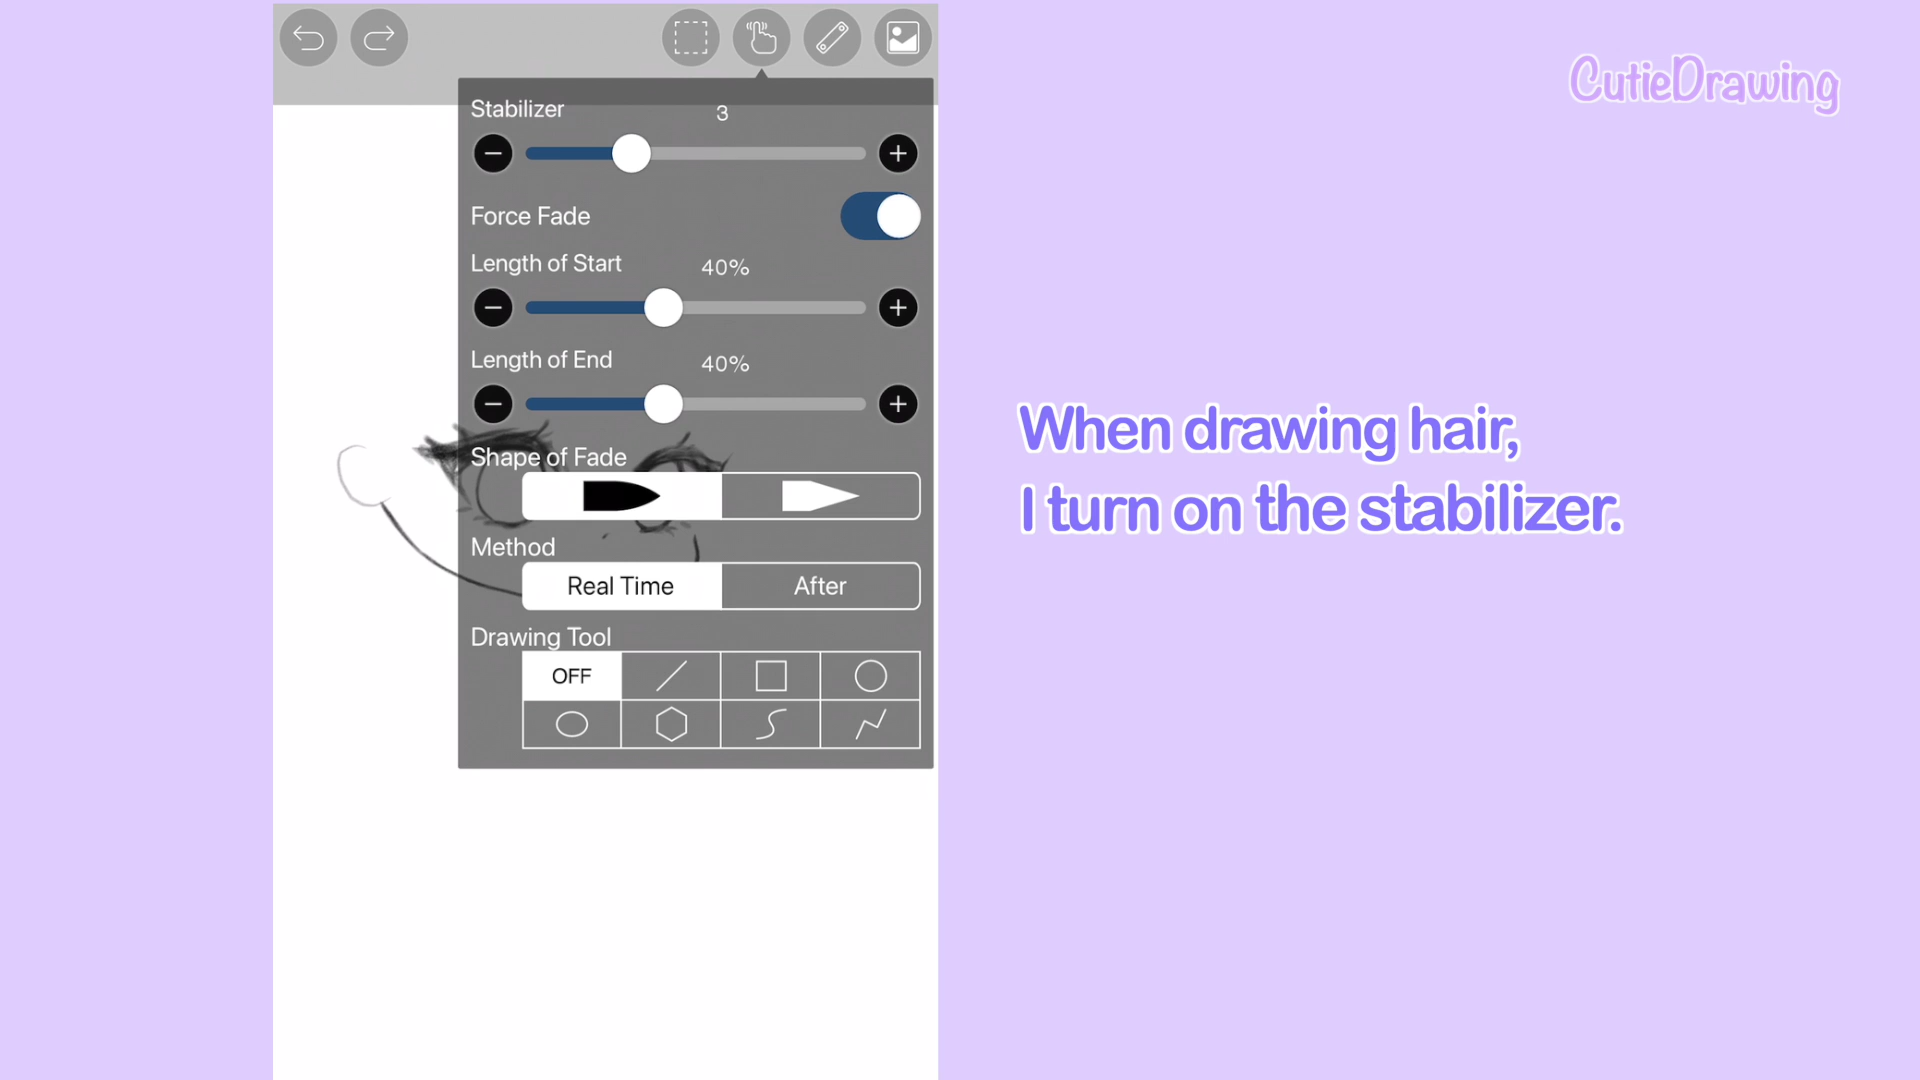 CutieDrawing
Stabilizer 3
Force Fade
Length of Start 40%
Length of End 40%
Shape of Fade
Method
Real Time After
Drawing Tool
OFF
When drawing hair,
I turn on the stabilizer.